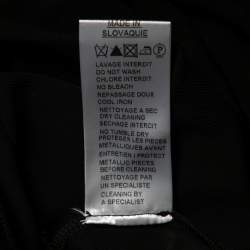 MADE IN
SLOVAQUIE
LAVAGE INTERDIT
DO NOT WASH
CHLORE INTERDIT
NO BLEACH
REPASSAGE DOUX
COOL IRON
NETTOYAGE A SEC
DRY CLEANING
SECHAGE INTERDIT
NO TUMBLE DRY
PROTEGER LES PIECES
METALLIQUES AVANT
ENTRETIEN / PROTECT
METALLIC PIECES
BEFORE CLEANING
NETTOYAGE PAR
UN SPECIALISTE
CLEANING BY
A SPECIALIST